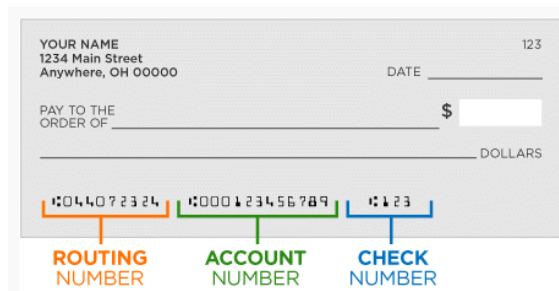 YOUR NAME 123
1234 Main Street
Anywhere, OH 00000 DATE
PAY TO THE
ORDER OF $
DOLLARS
⑆044072324 ⑆000123456789 ⑆123
ROUTING NUMBER
ACCOUNT NUMBER
CHECK NUMBER